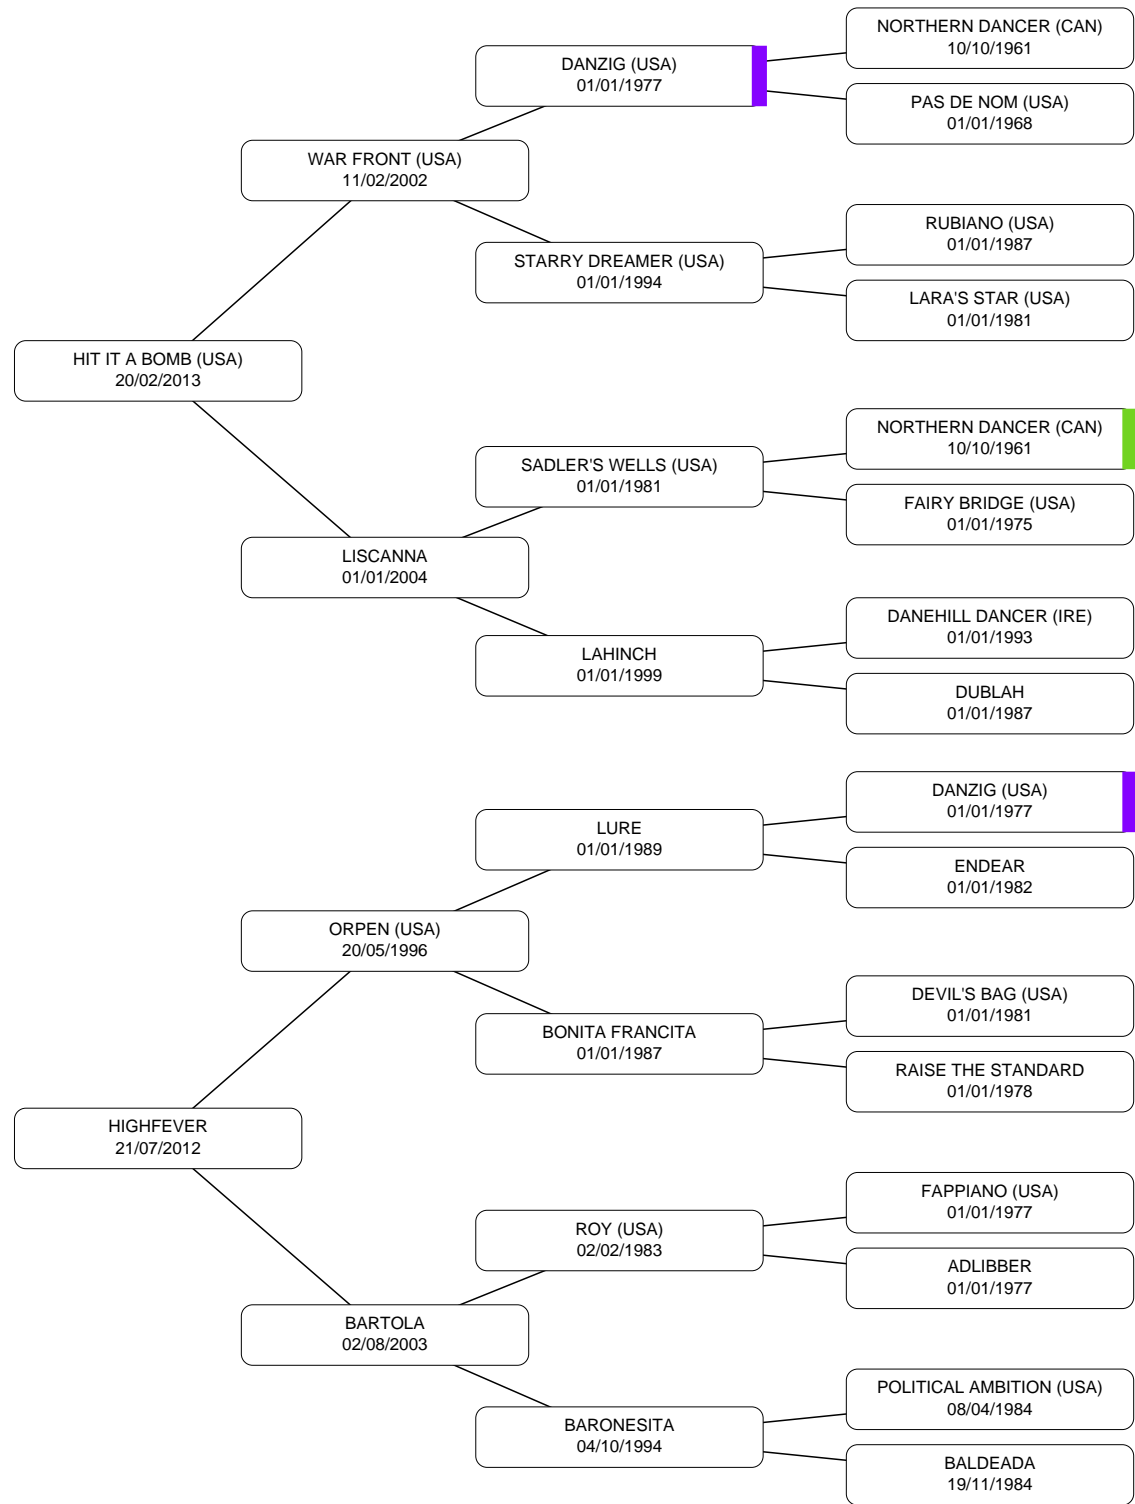 NORTHERN DANCER (CAN)
10/10/1961
DANZIG (USA)
01/01/1977
PAS DE NOM (USA)
01/01/1968
WAR FRONT (USA)
11/02/2002
RUBIANO (USA)
01/01/1987
STARRY DREAMER (USA)
01/01/1994
LARA'S STAR (USA)
01/01/1981
HIT IT A BOMB (USA)
20/02/2013
NORTHERN DANCER (CAN)
10/10/1961
SADLER'S WELLS (USA)
01/01/1981
FAIRY BRIDGE (USA)
01/01/1975
LISCANNA
01/01/2004
DANEHILL DANCER (IRE)
01/01/1993
LAHINCH
01/01/1999
DUBLAH
01/01/1987
DANZIG (USA)
01/01/1977
LURE
01/01/1989
ENDEAR
01/01/1982
ORPEN (USA)
20/05/1996
DEVIL'S BAG (USA)
01/01/1981
BONITA FRANCITA
01/01/1987
RAISE THE STANDARD
01/01/1978
HIGHFEVER
21/07/2012
FAPPIANO (USA)
01/01/1977
ROY (USA)
02/02/1983
ADLIBBER
01/01/1977
BARTOLA
02/08/2003
POLITICAL AMBITION (USA)
08/04/1984
BARONESITA
04/10/1994
BALDEADA
19/11/1984